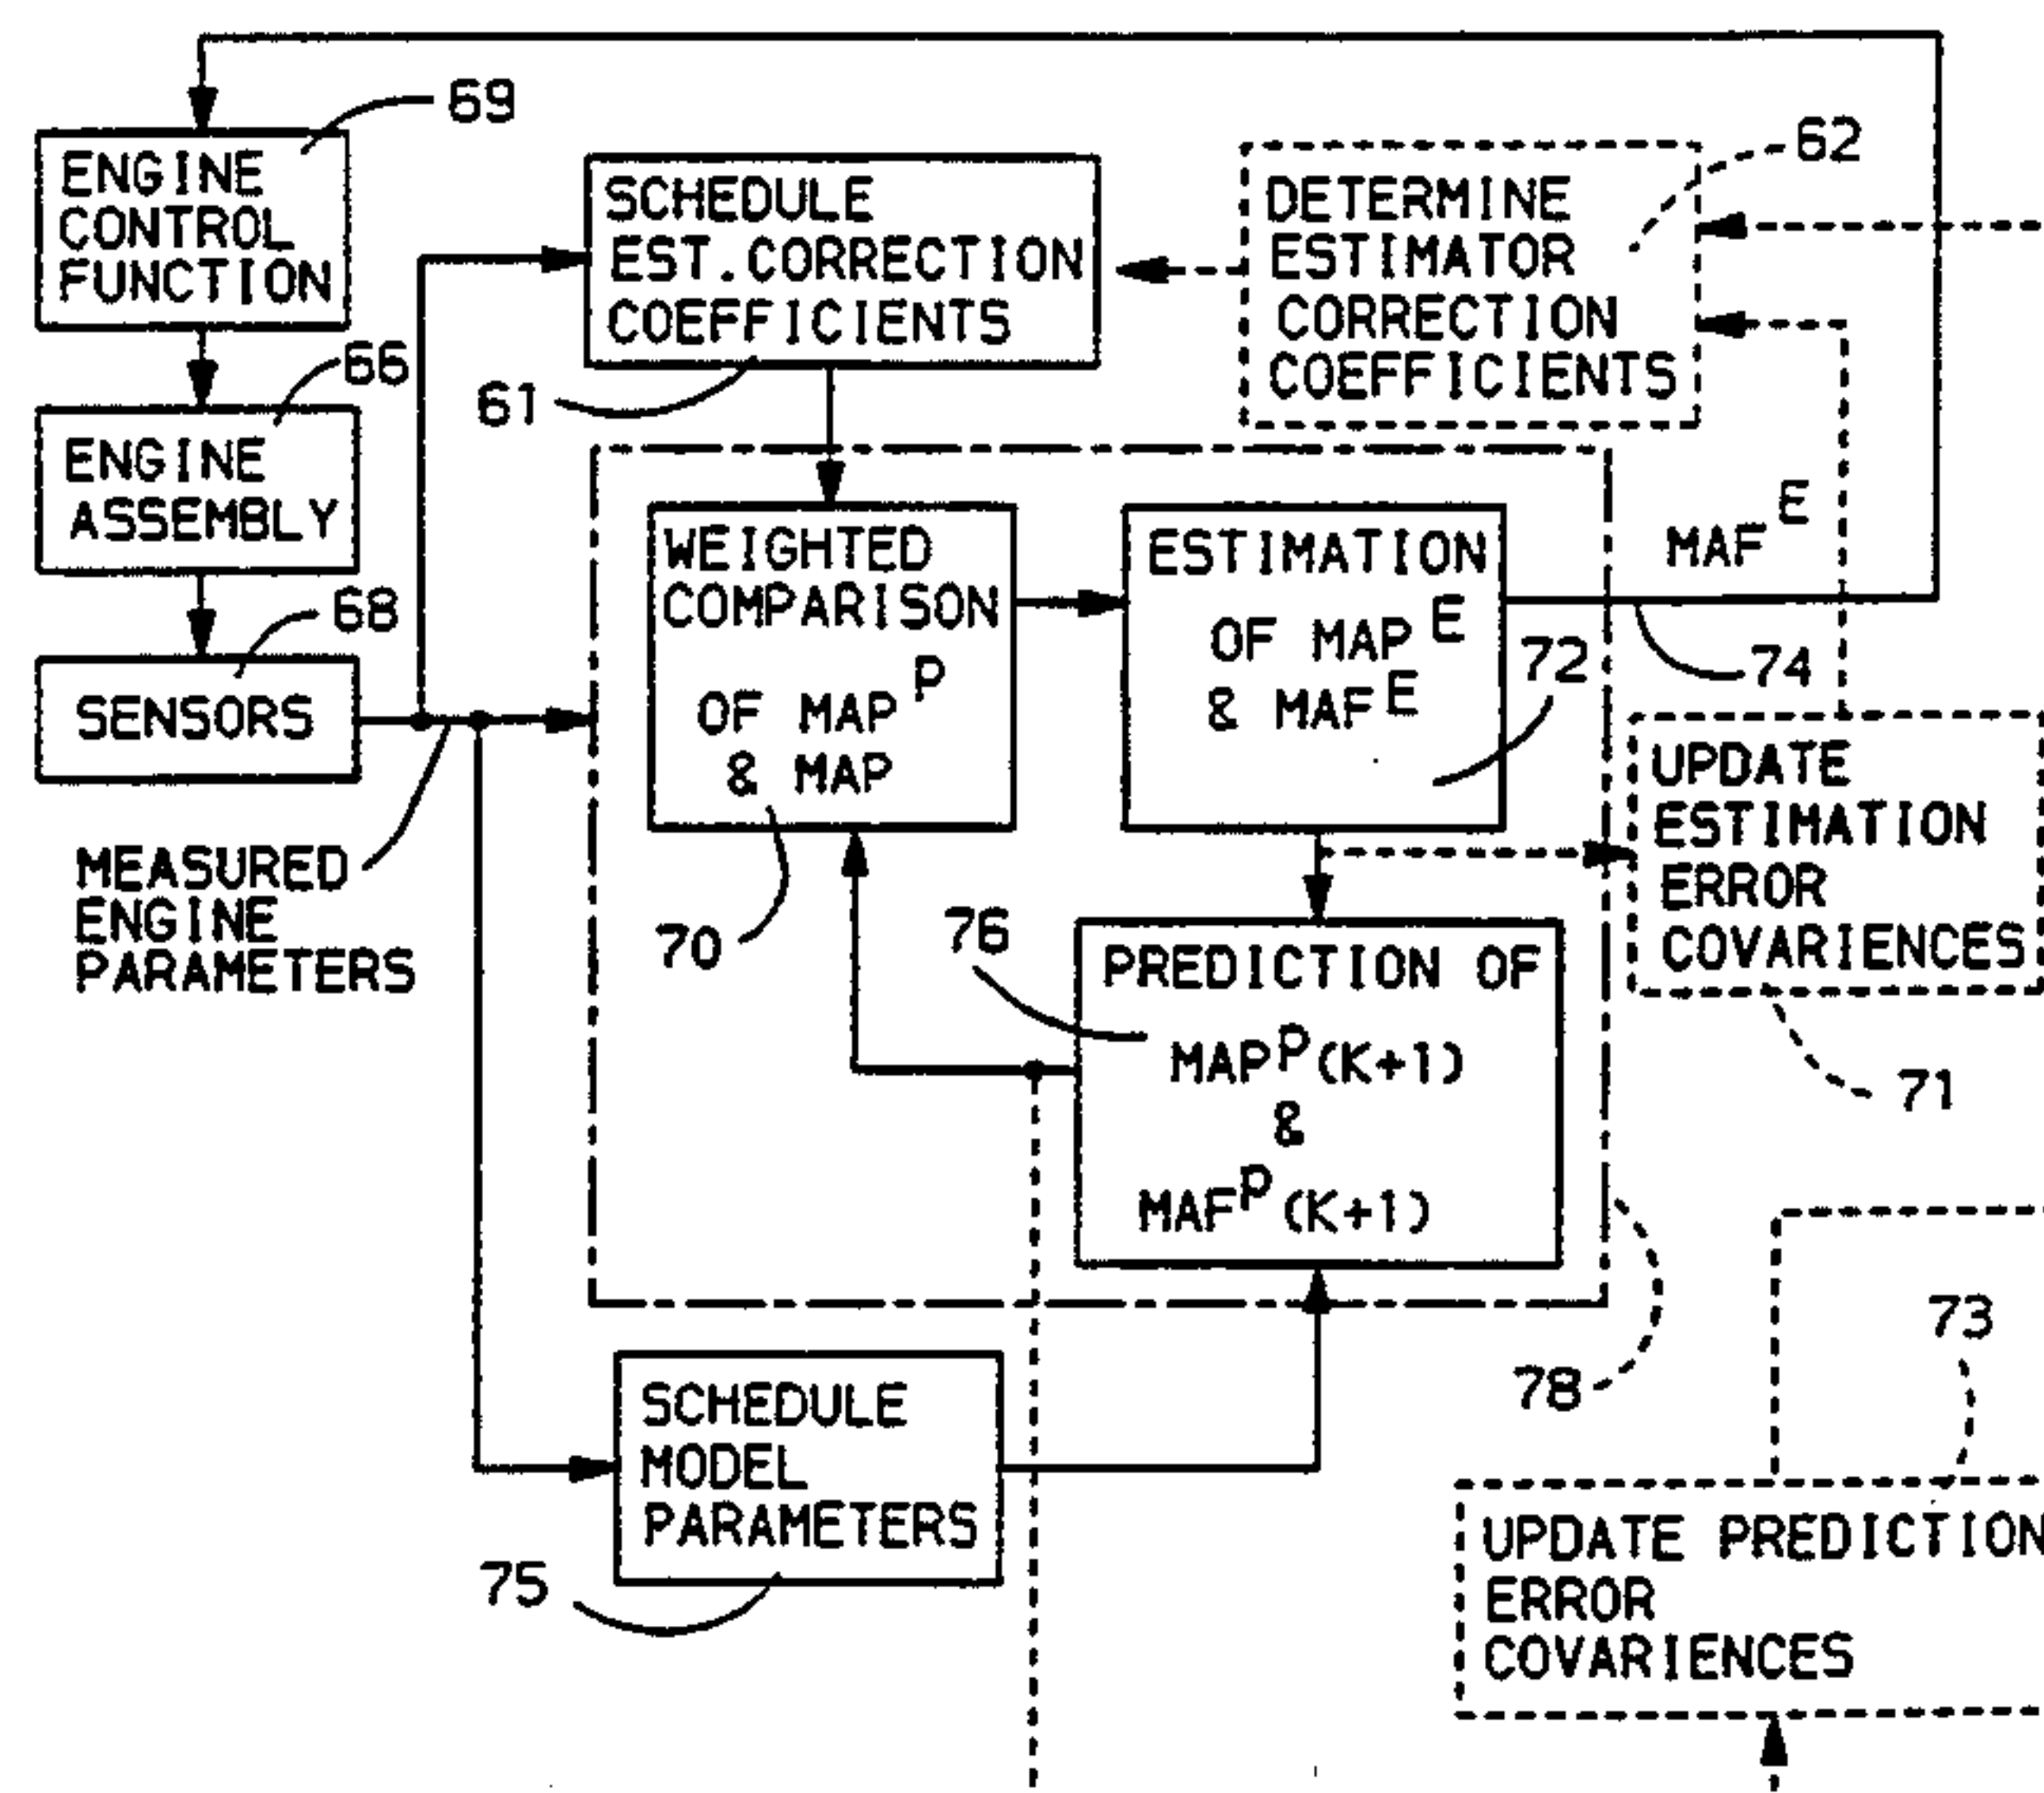 69
ENGINE
CONTROL
FUNCTION
SCHEDULE
EST. CORRECTION
COEFFICIENTS
61
62
DETERMINE
ESTIMATOR
CORRECTION
COEFFICIENTS
66
ENGINE
ASSEMBLY
68
SENSORS
MEASURED
ENGINE
PARAMETERS
WEIGHTED
COMPARISON
OF MAP P
& MAP
70
ESTIMATION
OF MAP E
& MAF E
72
MAF E
74
UPDATE
ESTIMATION
ERROR
COVARIENCES
71
76
PREDICTION OF
MAP P (K+1)
&
MAF P (K+1)
78
SCHEDULE
MODEL
PARAMETERS
75
73
UPDATE PREDICTION
ERROR
COVARIENCES